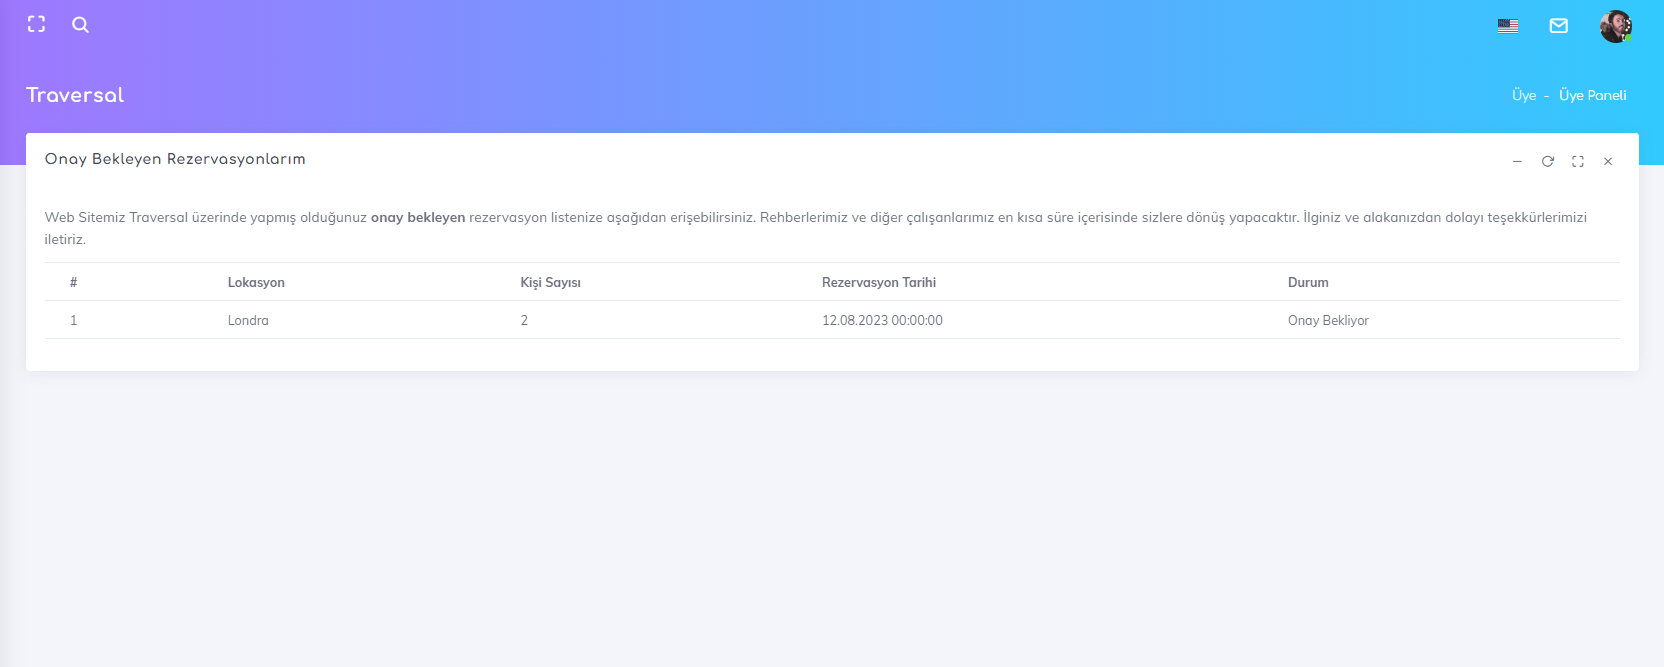 Traversal
Üye - Üye Paneli
Onay Bekleyen Rezervasyonlarım
Web Sitemiz Traversal üzerinde yapmış olduğunuz onay bekleyen rezervasyon listenize aşağıdan erişebilirsiniz. Rehberlerimiz ve diğer çalışanlarımız en kısa süre içerisinde sizlere dönüş yapacaktır. İlginiz ve alakanızdan dolayı teşekkürlerimizi
iletiriz.
# Lokasyon Kişi Sayısı Rezervasyon Tarihi Durum
1 Londra 2 12.08.2023 00:00:00 Onay Bekliyor